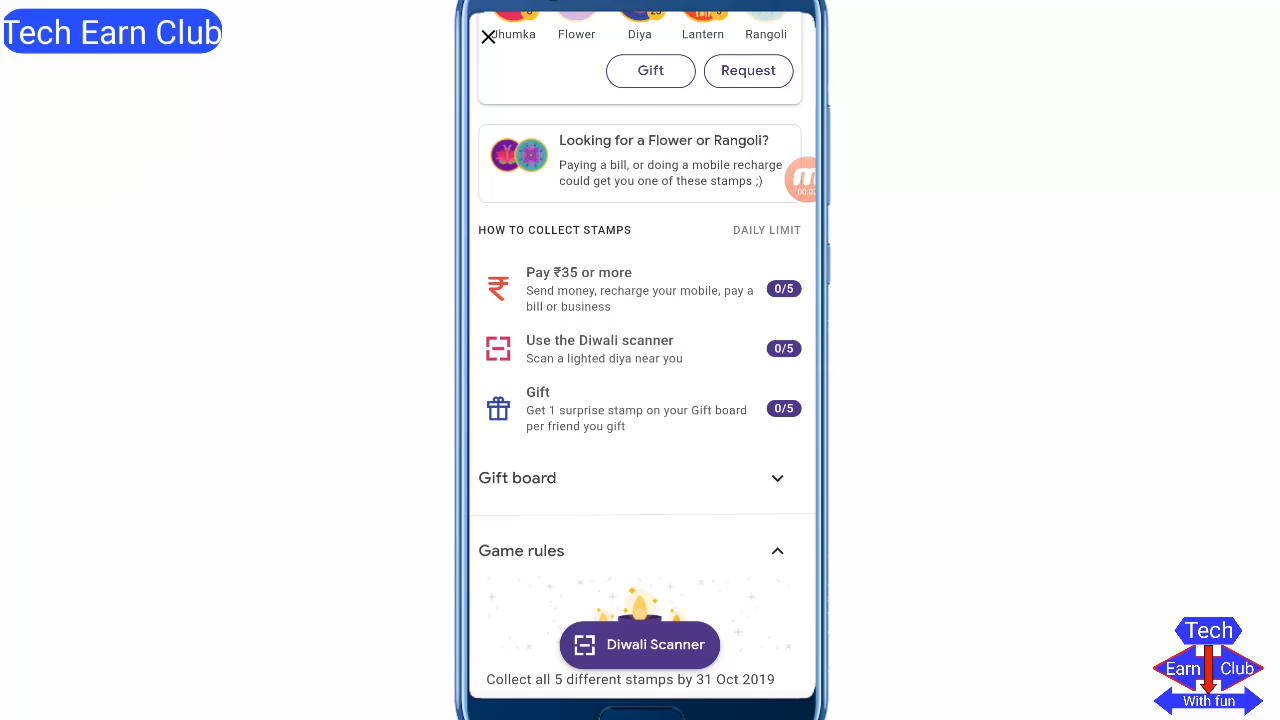 Tech Earn Club
Jhumka Flower Diya Lantern Rangoli
Gift Request
Looking for a Flower or Rangoli?
Paying a bill, or doing a mobile recharge
could get you one of these stamps ;)
HOW TO COLLECT STAMPS DAILY LIMIT
Pay ₹35 or more
Send money, recharge your mobile, pay a
bill or business
0/5
Use the Diwali scanner
Scan a lighted diya near you
0/5
Gift
Get 1 surprise stamp on your Gift board
per friend you gift
0/5
Gift board
Game rules
Diwali Scanner
Collect all 5 different stamps by 31 Oct 2019
Tech
Earn Club
With fun